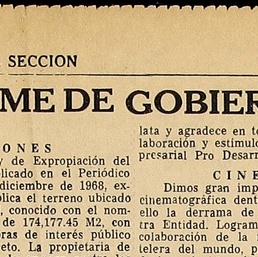 SECCION
ME DE GOBIER
ONES
y de Expropiación del
blicado en el Periódico
diciembre de 1968, ex-
blica el terreno ubicado
, conocido con el nom-
de 174,177.45 M2, con
bras de interés público
eto. La propietaria de
lata y agradece en to
laboración y estímulo
presarial Pro Desarr
CINE
Dimos gran imp
cinematográfica dent
ello la derrama de
tra Entidad. Logram
colaboración de la S
telera del mundo, p